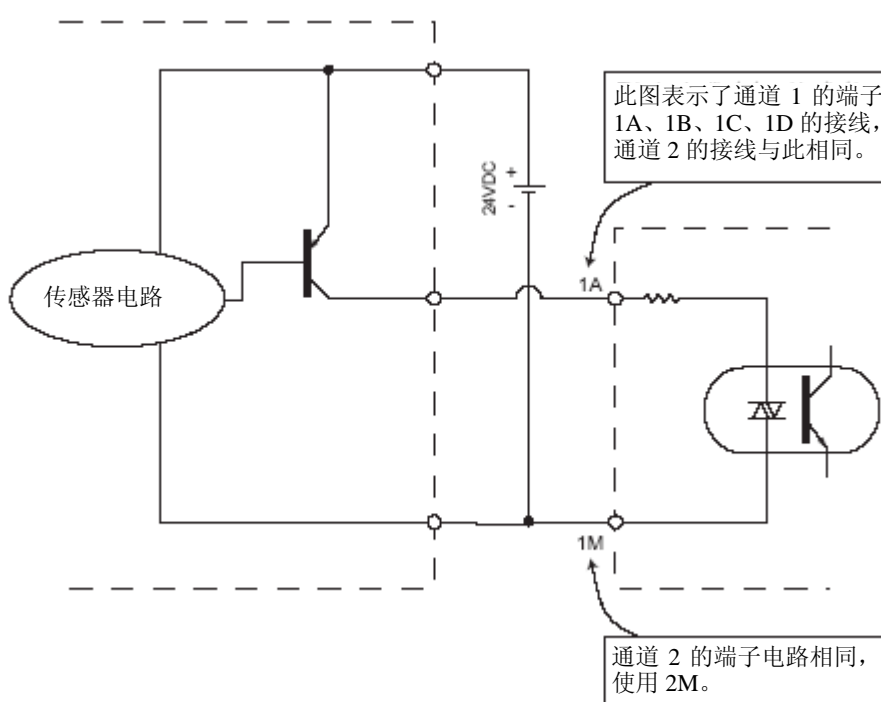 此图表示了通道 1 的端子
1A、1B、1C、1D 的接线，
通道 2 的接线与此相同。
24VDC
+
-
传感器电路
1A
1M
通道 2 的端子电路相同，
使用 2M。